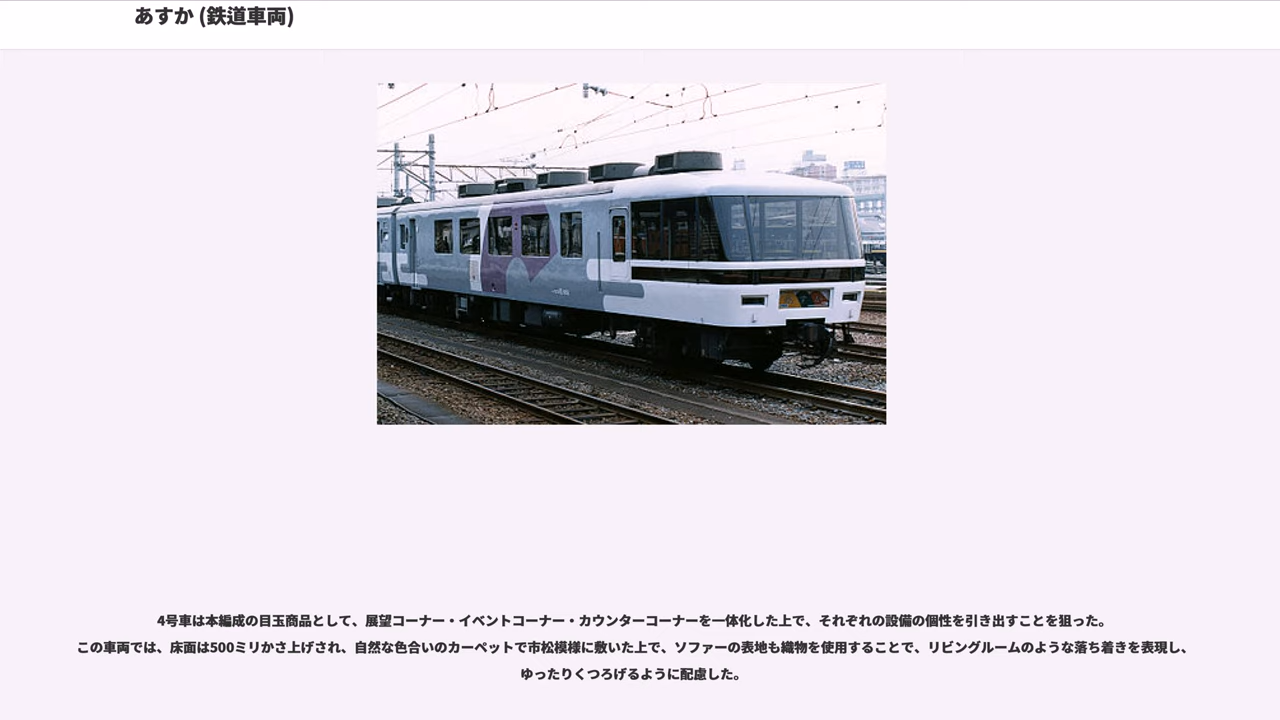 あすか (鉄道車両)
4号車は本編成の目玉商品として、展望コーナー・イベントコーナー・カウンターコーナーを一体化した上で、それぞれの設備の個性を引き出すことを狙った。
この車両では、床面は500ミリかさ上げされ、自然な色合いのカーペットで市松模様に敷いた上で、ソファーの表地も織物を使用することで、リビングルームのような落ち着きを表現し、
ゆったりくつろげるように配慮した。